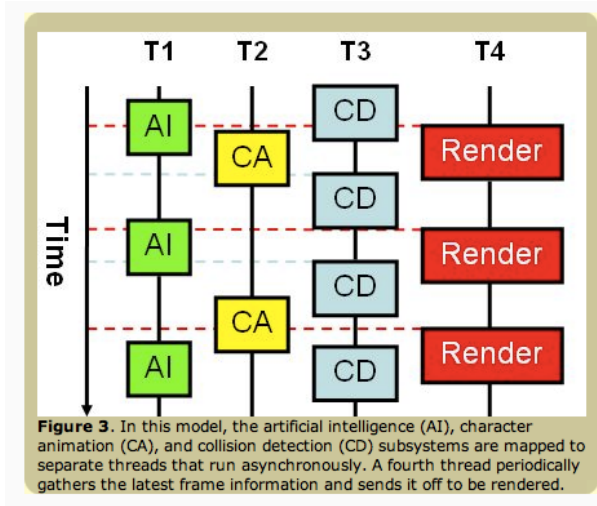 T1 T2 T3 T4
CD
AI
CA
Render
CD
AI
Render
CD
CA
Render
AI
CD
Time
Figure 3. In this model, the artificial intelligence (AI), character
animation (CA), and collision detection (CD) subsystems are mapped to
separate threads that run asynchronously. A fourth thread periodically
gathers the latest frame information and sends it off to be rendered.